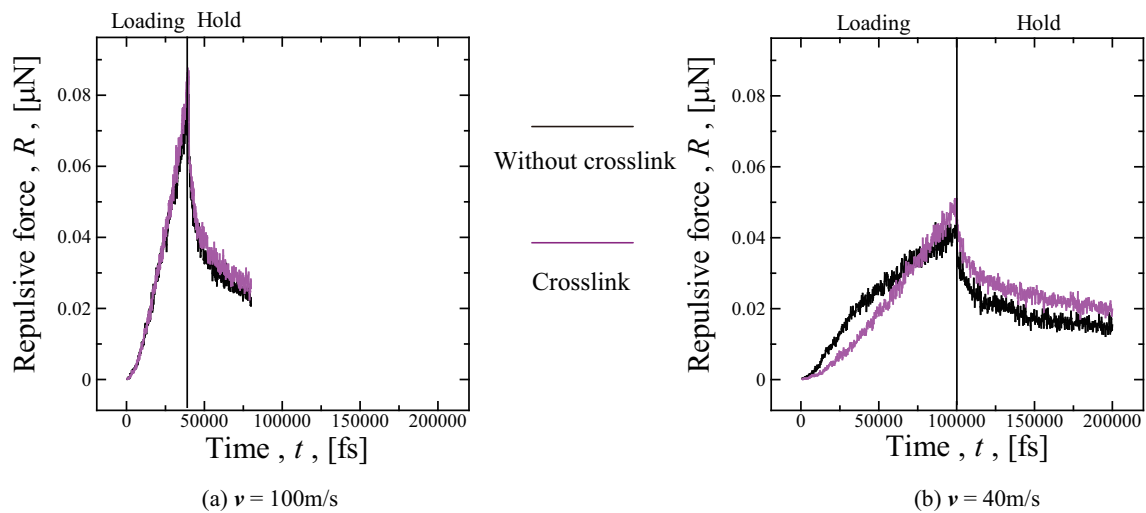 Loading Hold
Repulsive force , R , [μN]
0.08
0.06
0.04
0.02
0
0 50000 100000 150000 200000
Time , t , [fs]
(a) v = 100m/s
Without crosslink
Crosslink
Loading Hold
Repulsive force , R , [μN]
0.08
0.06
0.04
0.02
0
0 50000 100000 150000 200000
Time , t , [fs]
(b) v = 40m/s